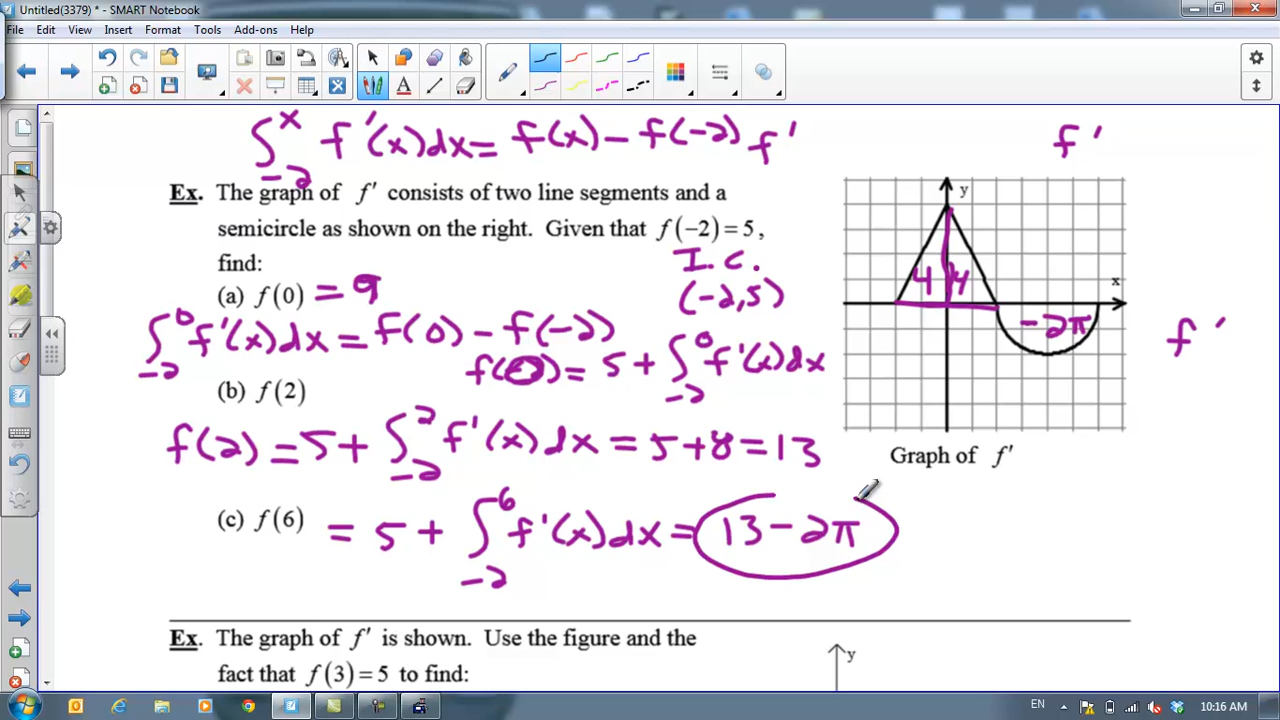 Untitled(3379) * - SMART Notebook
File Edit View Insert Format Tools Add-ons Help
∫₋₂ˣ f'(x)dx = f(x) − f(−2) f'
f'
Ex. The graph of f' consists of two line segments and a
semicircle as shown on the right. Given that f(−2) = 5,
find:
I.C.
(−2,5)
(a) f(0) = 9
∫₋₂⁰ f'(x)dx = f(0) − f(−2)
f(0) = 5 + ∫₋₂⁰ f'(x)dx
(b) f(2)
f(2) = 5 + ∫₋₂² f'(x)dx = 5+8 = 13
(c) f(6) = 5 + ∫₋₂⁶ f'(x)dx = 13 − 2π
y
x
4 4
−2π
f'
Graph of f'
Ex. The graph of f' is shown. Use the figure and the
fact that f(3) = 5 to find:
y
EN 10:16 AM